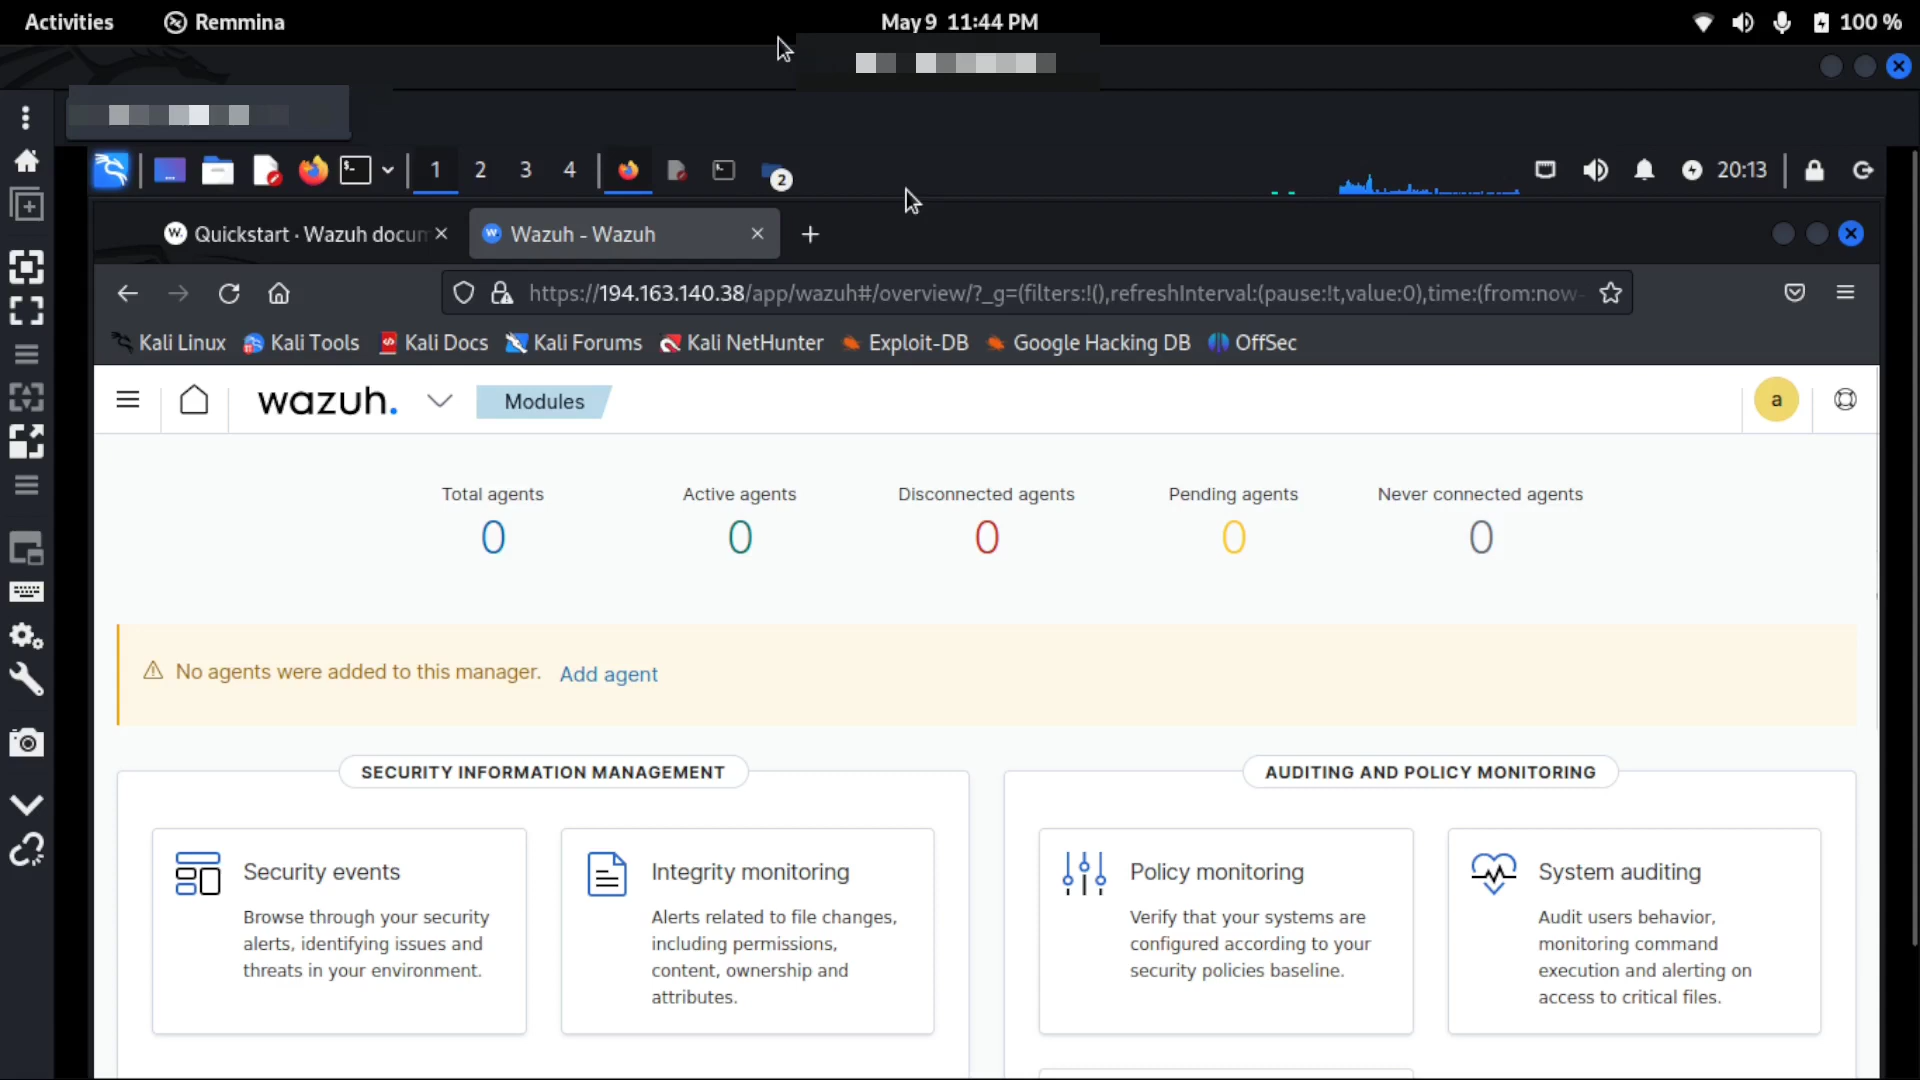 Activities Remmina May 9 11:44 PM 100 %
1 2 3 4 2 20:13
Quickstart · Wazuh docum Wazuh - Wazuh
https://194.163.140.38/app/wazuh#/overview/?_g=(filters:!(),refreshInterval:(pause:!t,value:0),time:(from:now-
Kali Linux Kali Tools Kali Docs Kali Forums Kali NetHunter Exploit-DB Google Hacking DB OffSec
wazuh. Modules a
Total agents Active agents Disconnected agents Pending agents Never connected agents
0 0 0 0 0
No agents were added to this manager. Add agent
SECURITY INFORMATION MANAGEMENT
Security events
Browse through your security
alerts, identifying issues and
threats in your environment.
Integrity monitoring
Alerts related to file changes,
including permissions,
content, ownership and
attributes.
AUDITING AND POLICY MONITORING
Policy monitoring
Verify that your systems are
configured according to your
security policies baseline.
System auditing
Audit users behavior,
monitoring command
execution and alerting on
access to critical files.